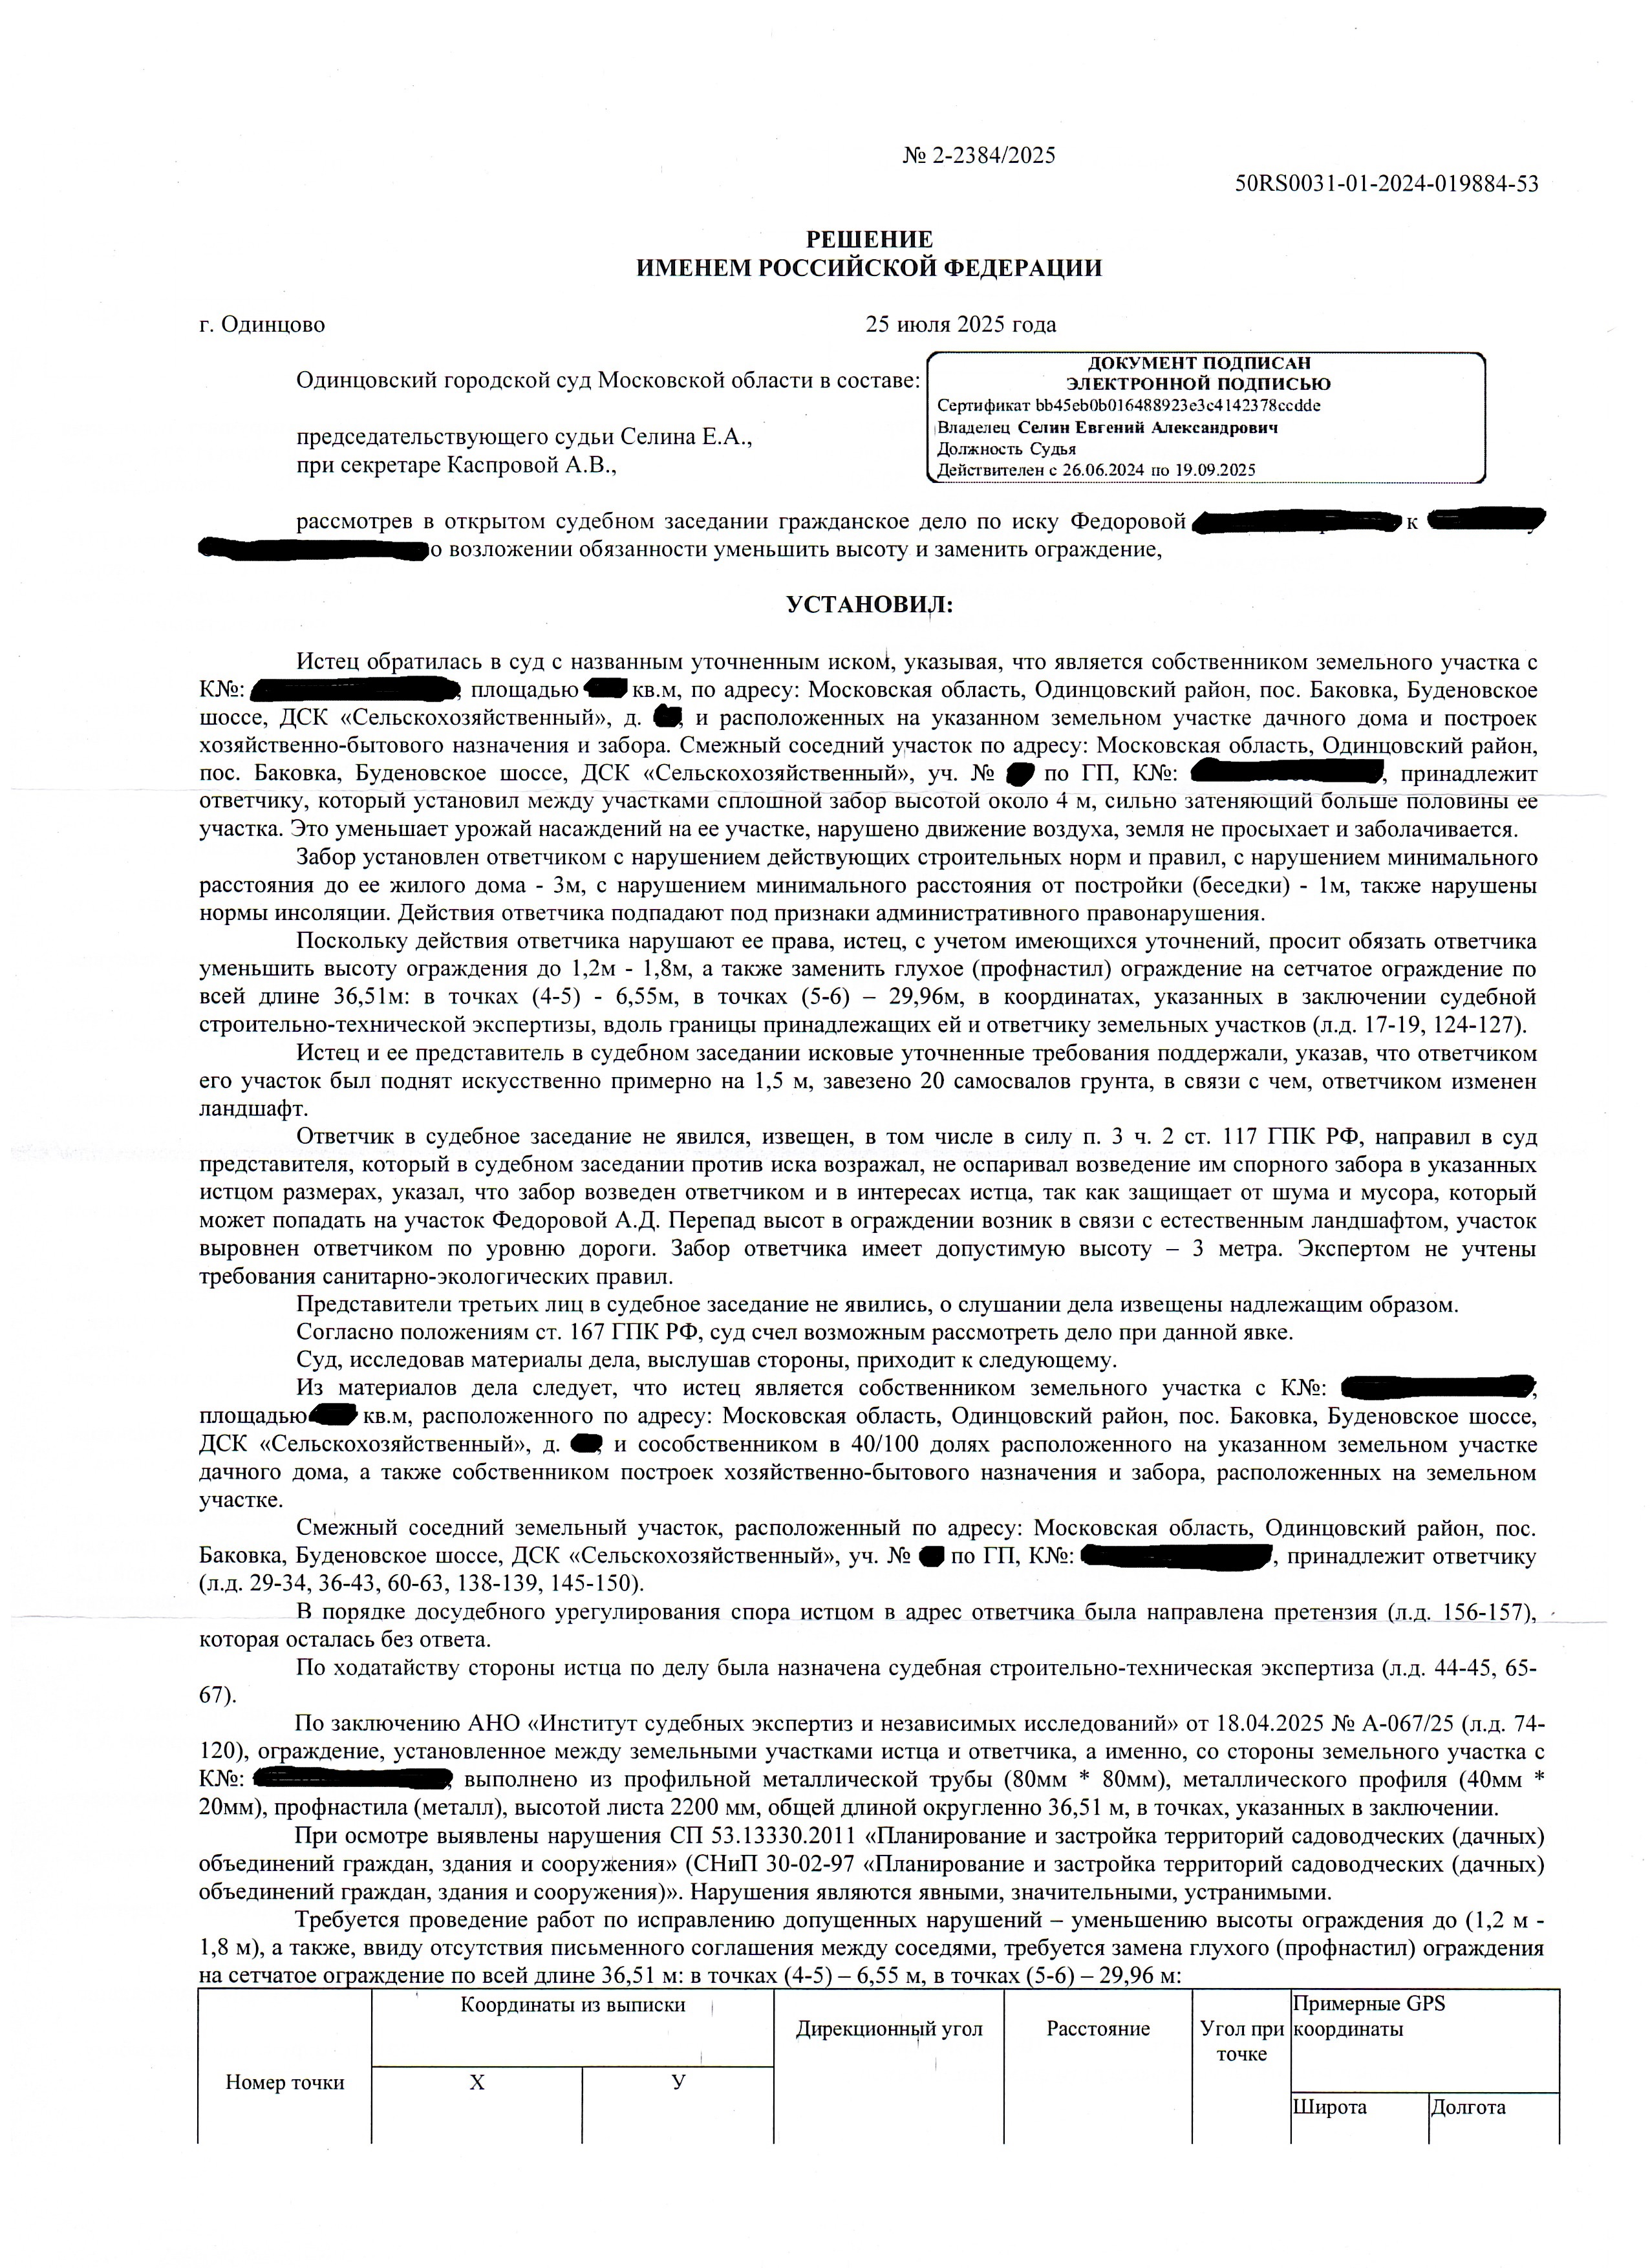 № 2-2384/2025
50RS0031-01-2024-019884-53
РЕШЕНИЕ
ИМЕНЕМ РОССИЙСКОЙ ФЕДЕРАЦИИ
г. Одинцово 25 июля 2025 года
Одинцовский городской суд Московской области в составе:
председательствующего судьи Селина Е.А.,
при секретаре Каспровой А.В.,
ДОКУМЕНТ ПОДПИСАН
ЭЛЕКТРОННОЙ ПОДПИСЬЮ
Сертификат bb45eb0b016488923e3c4142378ccdde
Владелец Селин Евгений Александрович
Должность Судья
Действителен с 26.06.2024 по 19.09.2025
рассмотрев в открытом судебном заседании гражданское дело по иску Федоровой к
о возложении обязанности уменьшить высоту и заменить ограждение,
УСТАНОВИЛ:
Истец обратилась в суд с названным уточненным иском, указывая, что является собственником земельного участка с
К№: , площадью кв.м, по адресу: Московская область, Одинцовский район, пос. Баковка, Буденовское
шоссе, ДСК «Сельскохозяйственный», д. , и расположенных на указанном земельном участке дачного дома и построек
хозяйственно-бытового назначения и забора. Смежный соседний участок по адресу: Московская область, Одинцовский район,
пос. Баковка, Буденовское шоссе, ДСК «Сельскохозяйственный», уч. № по ГП, К№: , принадлежит
ответчику, который установил между участками сплошной забор высотой около 4 м, сильно затеняющий больше половины ее
участка. Это уменьшает урожай насаждений на ее участке, нарушено движение воздуха, земля не просыхает и заболачивается.
Забор установлен ответчиком с нарушением действующих строительных норм и правил, с нарушением минимального
расстояния до ее жилого дома - 3м, с нарушением минимального расстояния от постройки (беседки) - 1м, также нарушены
нормы инсоляции. Действия ответчика подпадают под признаки административного правонарушения.
Поскольку действия ответчика нарушают ее права, истец, с учетом имеющихся уточнений, просит обязать ответчика
уменьшить высоту ограждения до 1,2м - 1,8м, а также заменить глухое (профнастил) ограждение на сетчатое ограждение по
всей длине 36,51м: в точках (4-5) - 6,55м, в точках (5-6) – 29,96м, в координатах, указанных в заключении судебной
строительно-технической экспертизы, вдоль границы принадлежащих ей и ответчику земельных участков (л.д. 17-19, 124-127).
Истец и ее представитель в судебном заседании исковые уточненные требования поддержали, указав, что ответчиком
его участок был поднят искусственно примерно на 1,5 м, завезено 20 самосвалов грунта, в связи с чем, ответчиком изменен
ландшафт.
Ответчик в судебное заседание не явился, извещен, в том числе в силу п. 3 ч. 2 ст. 117 ГПК РФ, направил в суд
представителя, который в судебном заседании против иска возражал, не оспаривал возведение им спорного забора в указанных
истцом размерах, указал, что забор возведен ответчиком и в интересах истца, так как защищает от шума и мусора, который
может попадать на участок Федоровой А.Д. Перепад высот в ограждении возник в связи с естественным ландшафтом, участок
выровнен ответчиком по уровню дороги. Забор ответчика имеет допустимую высоту – 3 метра. Экспертом не учтены
требования санитарно-экологических правил.
Представители третьих лиц в судебное заседание не явились, о слушании дела извещены надлежащим образом.
Согласно положениям ст. 167 ГПК РФ, суд счел возможным рассмотреть дело при данной явке.
Суд, исследовав материалы дела, выслушав стороны, приходит к следующему.
Из материалов дела следует, что истец является собственником земельного участка с К№: ,
площадью кв.м, расположенного по адресу: Московская область, Одинцовский район, пос. Баковка, Буденовское шоссе,
ДСК «Сельскохозяйственный», д. , и сособственником в 40/100 долях расположенного на указанном земельном участке
дачного дома, а также собственником построек хозяйственно-бытового назначения и забора, расположенных на земельном
участке.
Смежный соседний земельный участок, расположенный по адресу: Московская область, Одинцовский район, пос.
Баковка, Буденовское шоссе, ДСК «Сельскохозяйственный», уч. № по ГП, К№: , принадлежит ответчику
(л.д. 29-34, 36-43, 60-63, 138-139, 145-150).
В порядке досудебного урегулирования спора истцом в адрес ответчика была направлена претензия (л.д. 156-157),
которая осталась без ответа.
По ходатайству стороны истца по делу была назначена судебная строительно-техническая экспертиза (л.д. 44-45, 65-
67).
По заключению АНО «Институт судебных экспертиз и независимых исследований» от 18.04.2025 № А-067/25 (л.д. 74-
120), ограждение, установленное между земельными участками истца и ответчика, а именно, со стороны земельного участка с
К№: , выполнено из профильной металлической трубы (80мм * 80мм), металлического профиля (40мм *
20мм), профнастила (металл), высотой листа 2200 мм, общей длиной округленно 36,51 м, в точках, указанных в заключении.
При осмотре выявлены нарушения СП 53.13330.2011 «Планирование и застройка территорий садоводческих (дачных)
объединений граждан, здания и сооружения» (СНиП 30-02-97 «Планирование и застройка территорий садоводческих (дачных)
объединений граждан, здания и сооружения)». Нарушения являются явными, значительными, устранимыми.
Требуется проведение работ по исправлению допущенных нарушений – уменьшению высоты ограждения до (1,2 м -
1,8 м), а также, ввиду отсутствия письменного соглашения между соседями, требуется замена глухого (профнастил) ограждения
на сетчатое ограждение по всей длине 36,51 м: в точках (4-5) – 6,55 м, в точках (5-6) – 29,96 м:
Номер точки
Координаты из выписки
Х У
Дирекционный угол
Расстояние
Угол при
точке
Примерные GPS
координаты
Широта Долгота